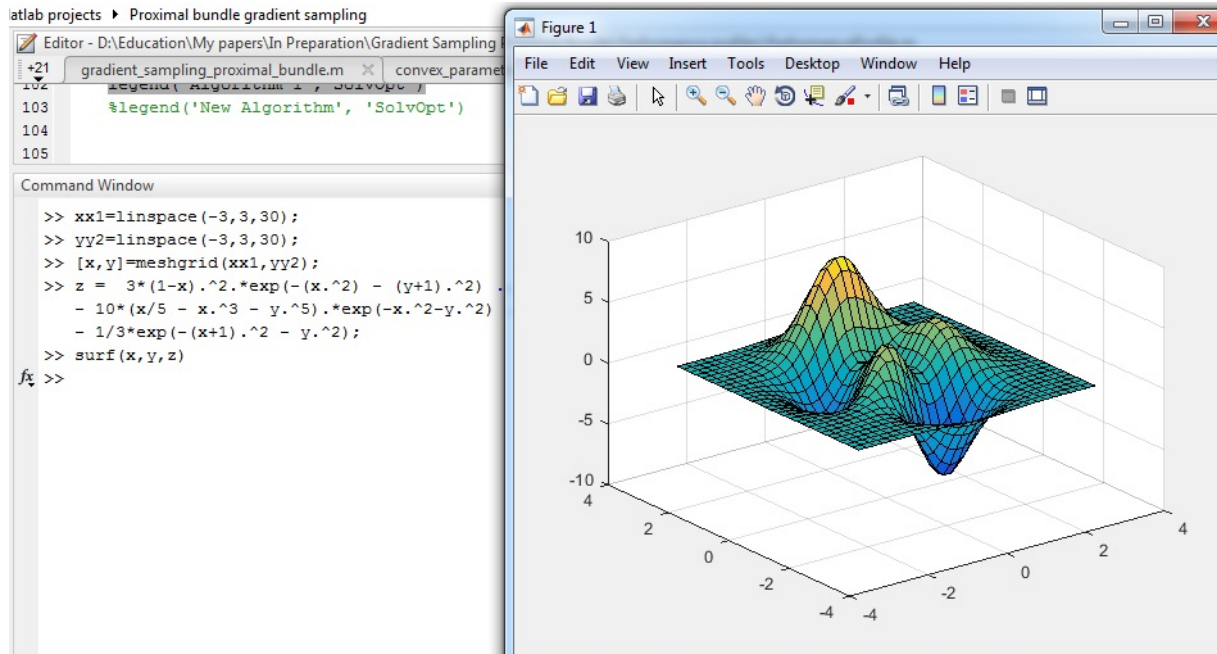 atlab projects ▸ Proximal bundle gradient sampling
Editor - D:\Education\My papers\In Preparation\Gradient Sampling
+21 gradient_sampling_proximal_bundle.m convex_paramet
102 legend('Algorithm 1', 'SolvOpt')
103 %legend('New Algorithm', 'SolvOpt')
104
105
Command Window
>> xx1=linspace(-3,3,30);
>> yy2=linspace(-3,3,30);
>> [x,y]=meshgrid(xx1,yy2);
>> z = 3*(1-x).^2.*exp(-(x.^2) - (y+1).^2) .
- 10*(x/5 - x.^3 - y.^5).*exp(-x.^2-y.^2)
- 1/3*exp(-(x+1).^2 - y.^2);
>> surf(x,y,z)
fx >>
Figure 1
File Edit View Insert Tools Desktop Window Help
10
5
0
-5
-10
4
2
0
-2
-4
-4
-2
0
2
4